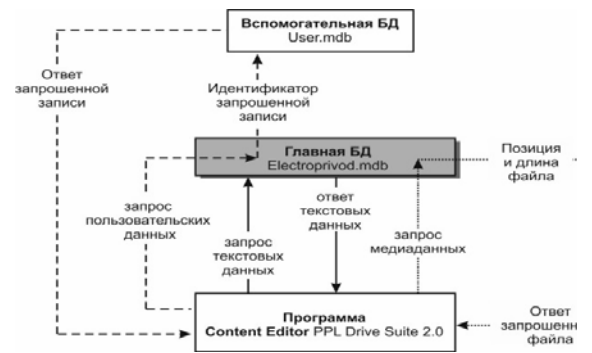 Вспомогательная БД
User.mdb
Ответ
запрошенной
записи
Идентификатор
запрошенной
записи
Главная БД
Electroprivod.mdb
Позиция
и длина
файла
запрос
пользовательских
данных
запрос
текстовых
данных
ответ
текстовых
данных
запрос
медиаданных
Программа
Content Editor PPL Drive Suite 2.0
Ответ
файла